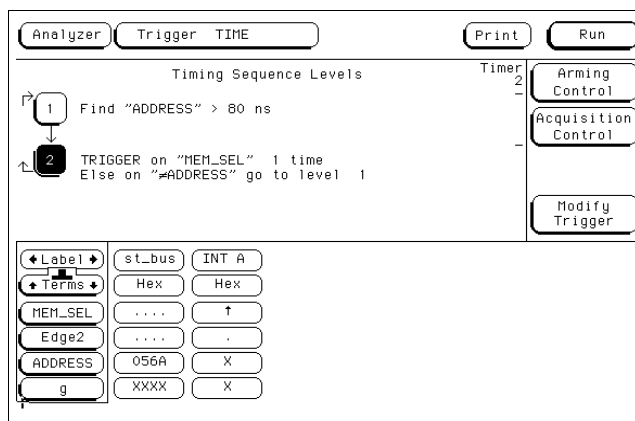 Analyzer Trigger TIME Print Run
Timing Sequence Levels
Timer
2
-
-
Arming
Control
Acquisition
Control
Modify
Trigger
1 Find "ADDRESS" > 80 ns
2 TRIGGER on "MEM_SEL" 1 time
Else on "≠ADDRESS" go to level 1
Label st_bus INT A
Terms Hex Hex
MEM_SEL .... ↑
Edge2 .... .
ADDRESS 056A X
g XXXX X